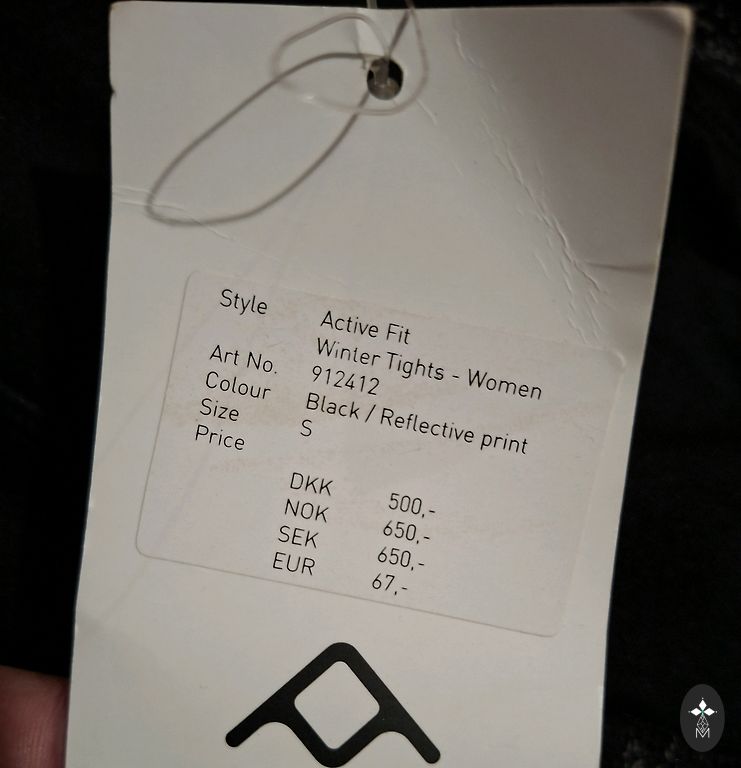 Style Active Fit
Winter Tights - Women
Art No. 912412
Colour Black / Reflective print
Size S
Price
DKK 500,-
NOK 650,-
SEK 650,-
EUR 67,-
M